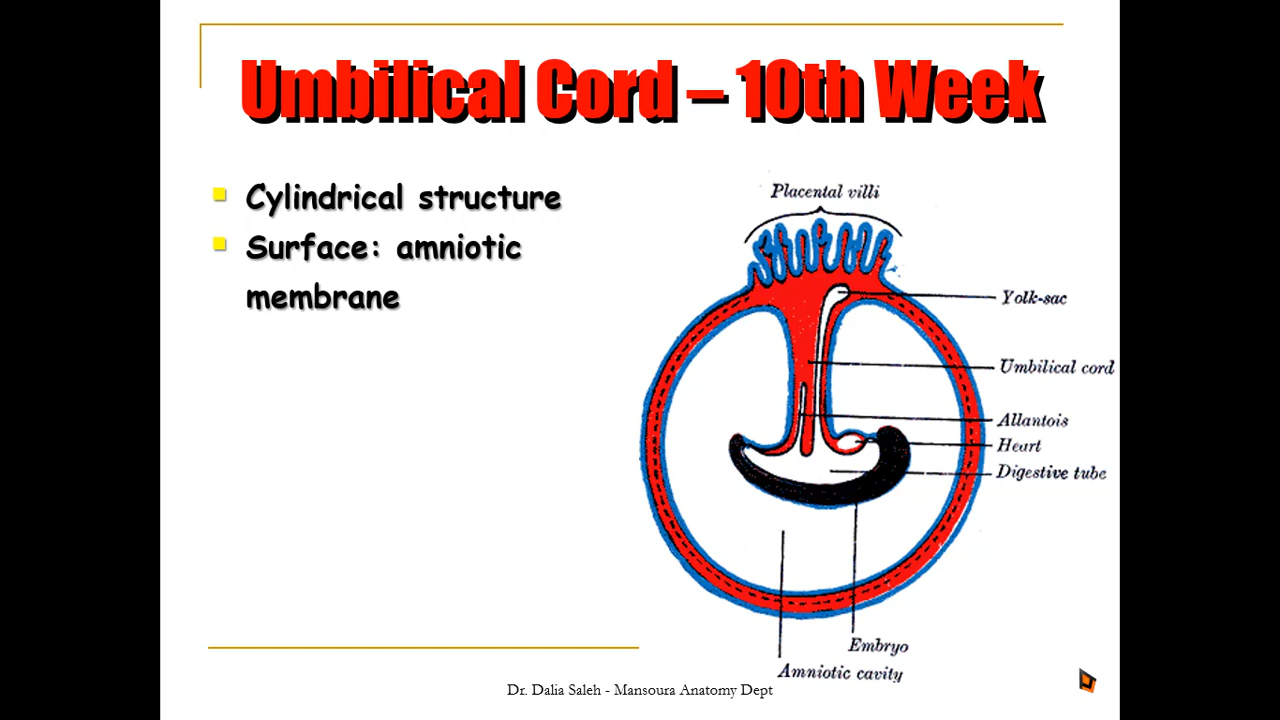 Umbilical Cord – 10th Week
Cylindrical structure
Surface: amniotic
membrane
Placental villi
Yolk-sac
Umbilical cord
Allantois
Heart
Digestive tube
Embryo
Amniotic cavity
Dr. Dalia Saleh - Mansoura Anatomy Dept